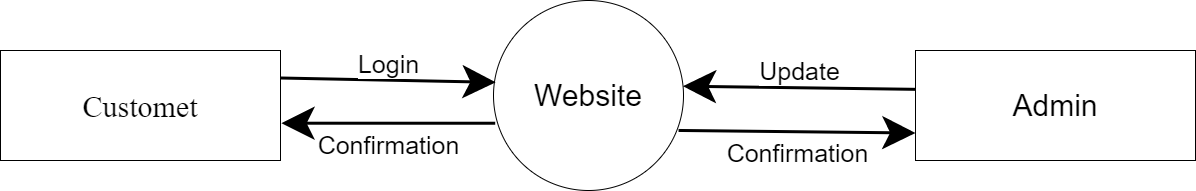 Customet
Login
Confirmation
Website
Update
Confirmation
Admin